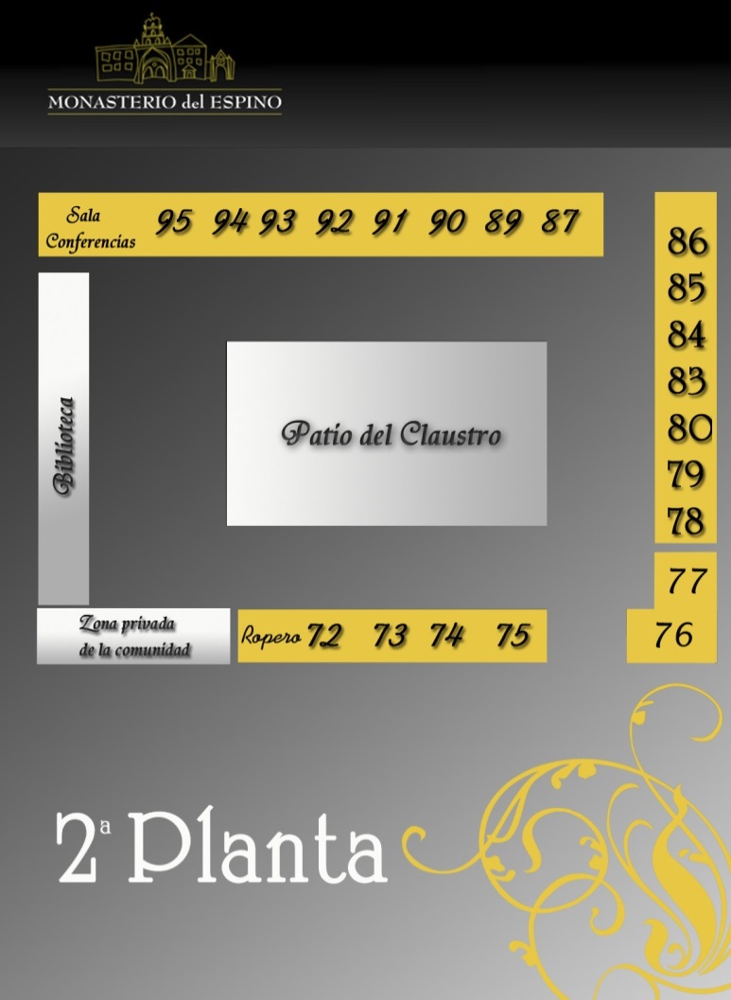 MONASTERIO del ESPINO
Sala
Conferencias
95 94 93 92 91 90 89 87
86
85
84
83
80
79
78
77
76
Biblioteca
Patio del Claustro
Zona privada
de la comunidad
Ropero 72 73 74 75
2ª Planta